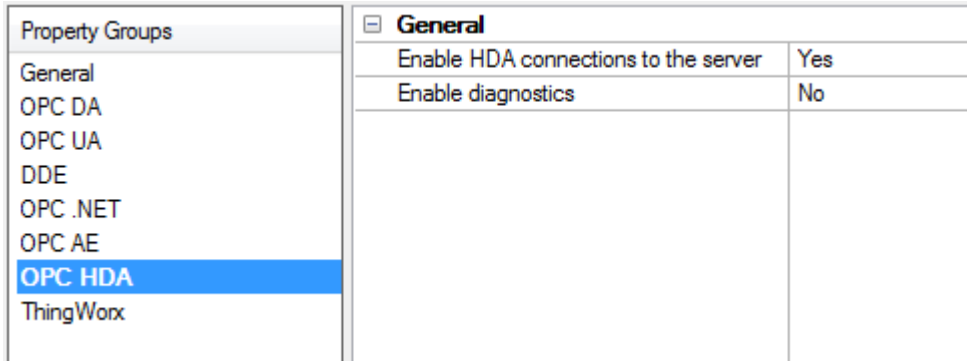 Property Groups
General
OPC DA
OPC UA
DDE
OPC .NET
OPC AE
OPC HDA
ThingWorx
General
Enable HDA connections to the server Yes
Enable diagnostics No